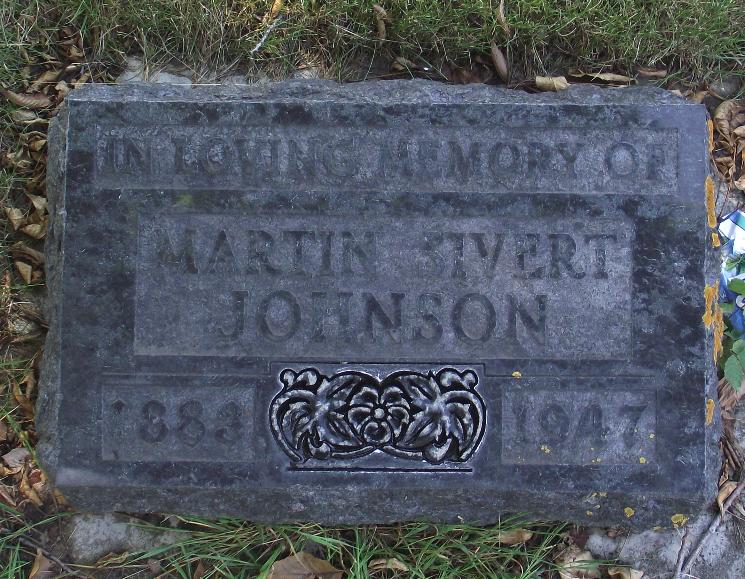 IN LOVING MEMORY OF
MARTIN SIVERT
JOHNSON
1883 1947